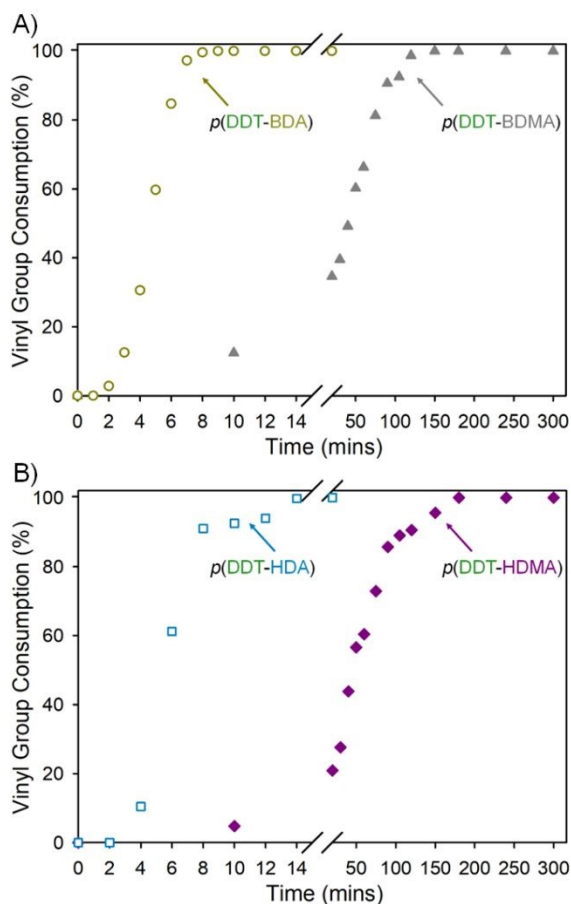 A)
Vinyl Group Consumption (%)
100
80
60
40
20
0
p(DDT-BDA)
p(DDT-BDMA)
0 2 4 6 8 10 12 14 50 100 150 200 250 300
Time (mins)
B)
Vinyl Group Consumption (%)
100
80
60
40
20
0
p(DDT-HDA)
p(DDT-HDMA)
0 2 4 6 8 10 12 14 50 100 150 200 250 300
Time (mins)